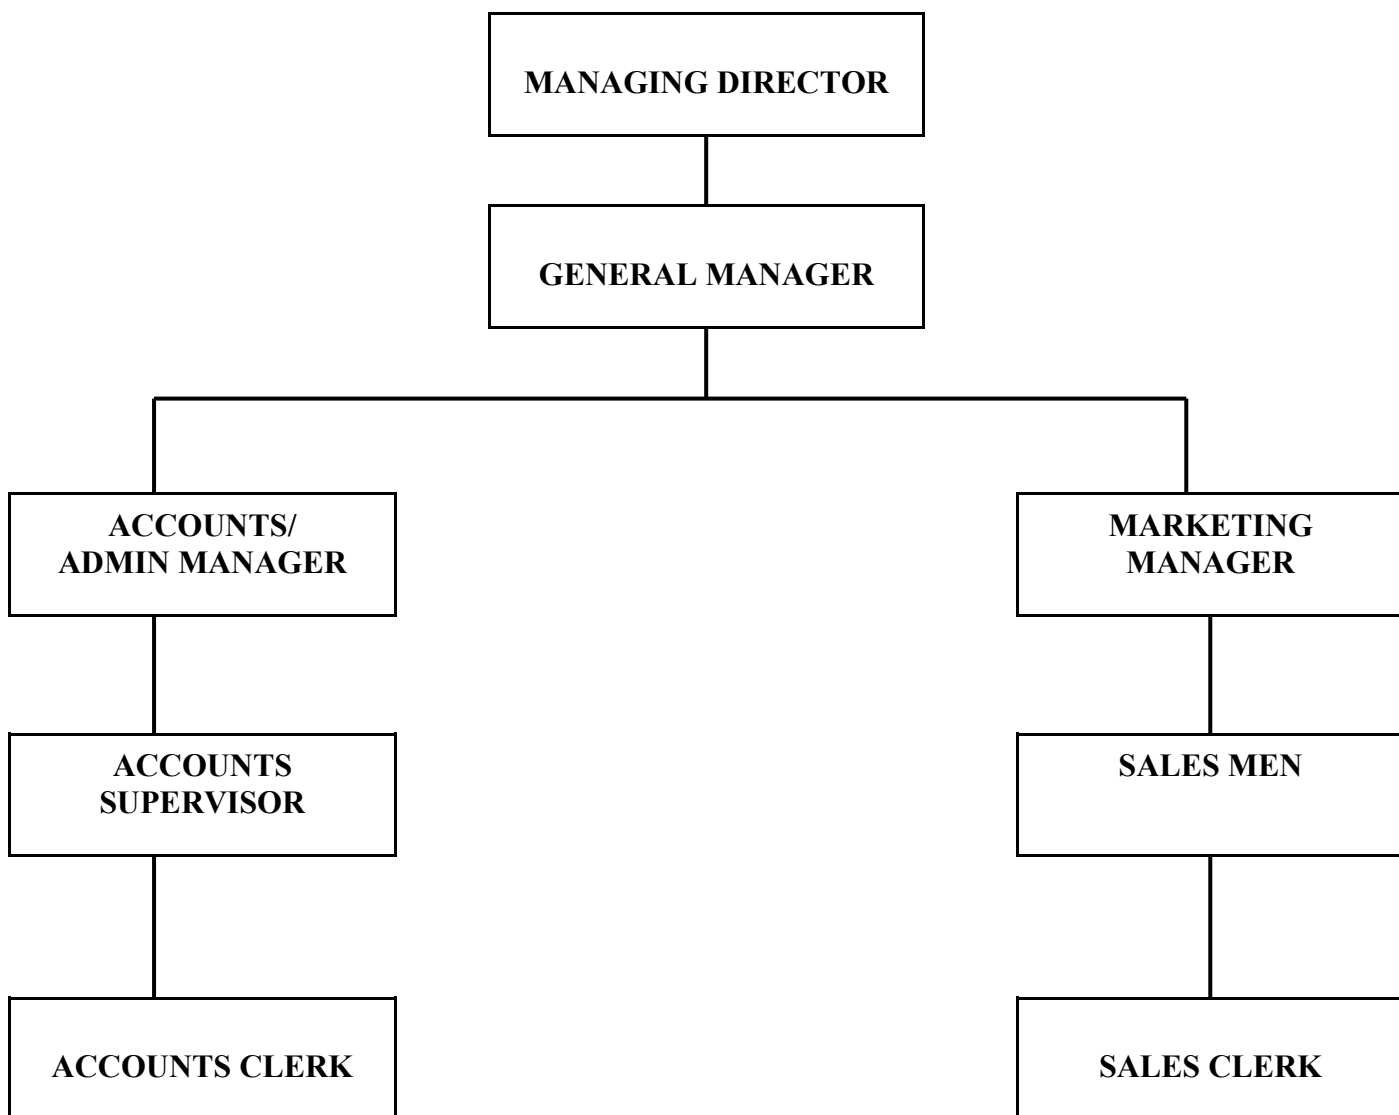 MANAGING DIRECTOR
GENERAL MANAGER
ACCOUNTS/
ADMIN MANAGER
MARKETING
MANAGER
ACCOUNTS
SUPERVISOR
SALES MEN
ACCOUNTS CLERK
SALES CLERK